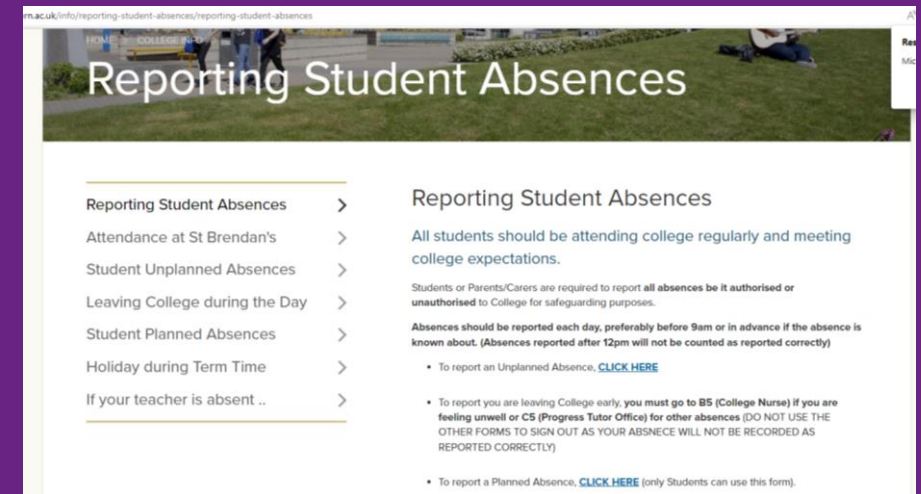 rn.ac.uk/info/reporting-student-absences/reporting-student-absences
HOME > COLLEGE INFO
Reporting Student Absences
Reporting Student Absences
Attendance at St Brendan's
Student Unplanned Absences
Leaving College during the Day
Student Planned Absences
Holiday during Term Time
If your teacher is absent ..
Reporting Student Absences
All students should be attending college regularly and meeting
college expectations.
Students or Parents/Carers are required to report all absences be it authorised or
unauthorised to College for safeguarding purposes.
Absences should be reported each day, preferably before 9am or in advance if the absence is
known about. (Absences reported after 12pm will not be counted as reported correctly)
• To report an Unplanned Absence, CLICK HERE
• To report you are leaving College early, you must go to B5 (College Nurse) if you are
feeling unwell or C5 (Progress Tutor Office) for other absences (DO NOT USE THE
OTHER FORMS TO SIGN OUT AS YOUR ABSNECE WILL NOT BE RECORDED AS
REPORTED CORRECTLY)
• To report a Planned Absence, CLICK HERE (only Students can use this form).
Res
Mic